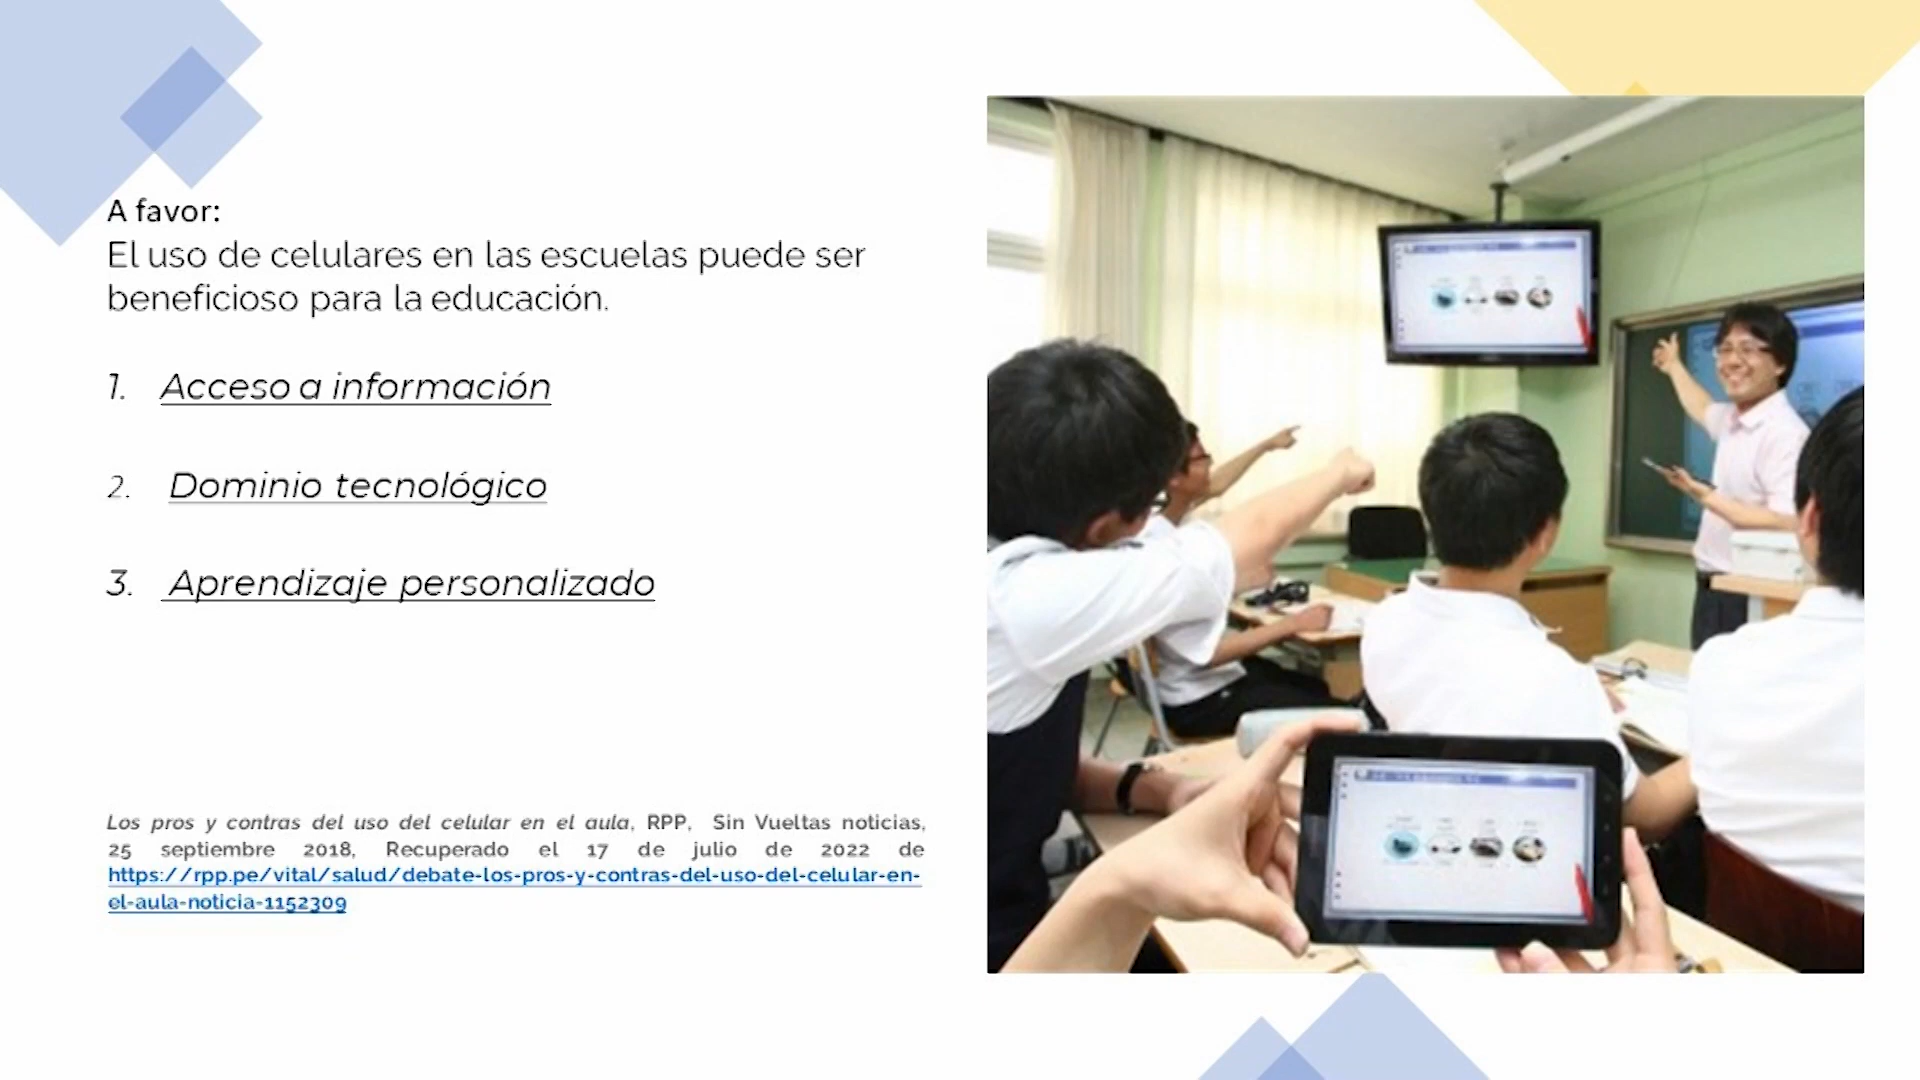 A favor:
El uso de celulares en las escuelas puede ser
beneficioso para la educación.
1. Acceso a información
2. Dominio tecnológico
3. Aprendizaje personalizado
Los pros y contras del uso del celular en el aula, RPP, Sin Vueltas noticias,
25 septiembre 2018, Recuperado el 17 de julio de 2022 de
https://rpp.pe/vital/salud/debate-los-pros-y-contras-del-uso-del-celular-en-
el-aula-noticia-1152309